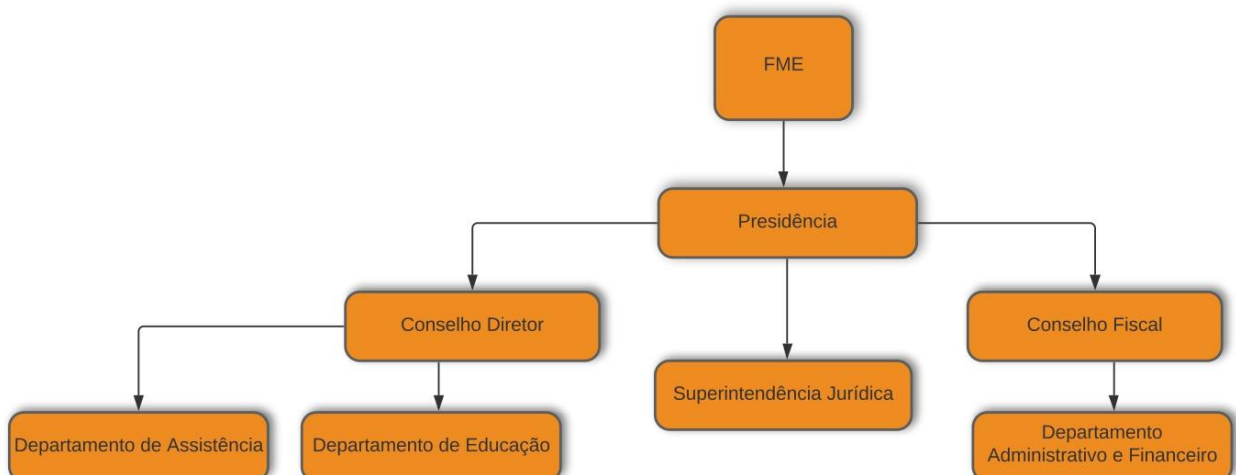 FME
Presidência
Conselho Diretor
Conselho Fiscal
Superintendência Jurídica
Departamento de Assistência
Departamento de Educação
Departamento
Administrativo e Financeiro